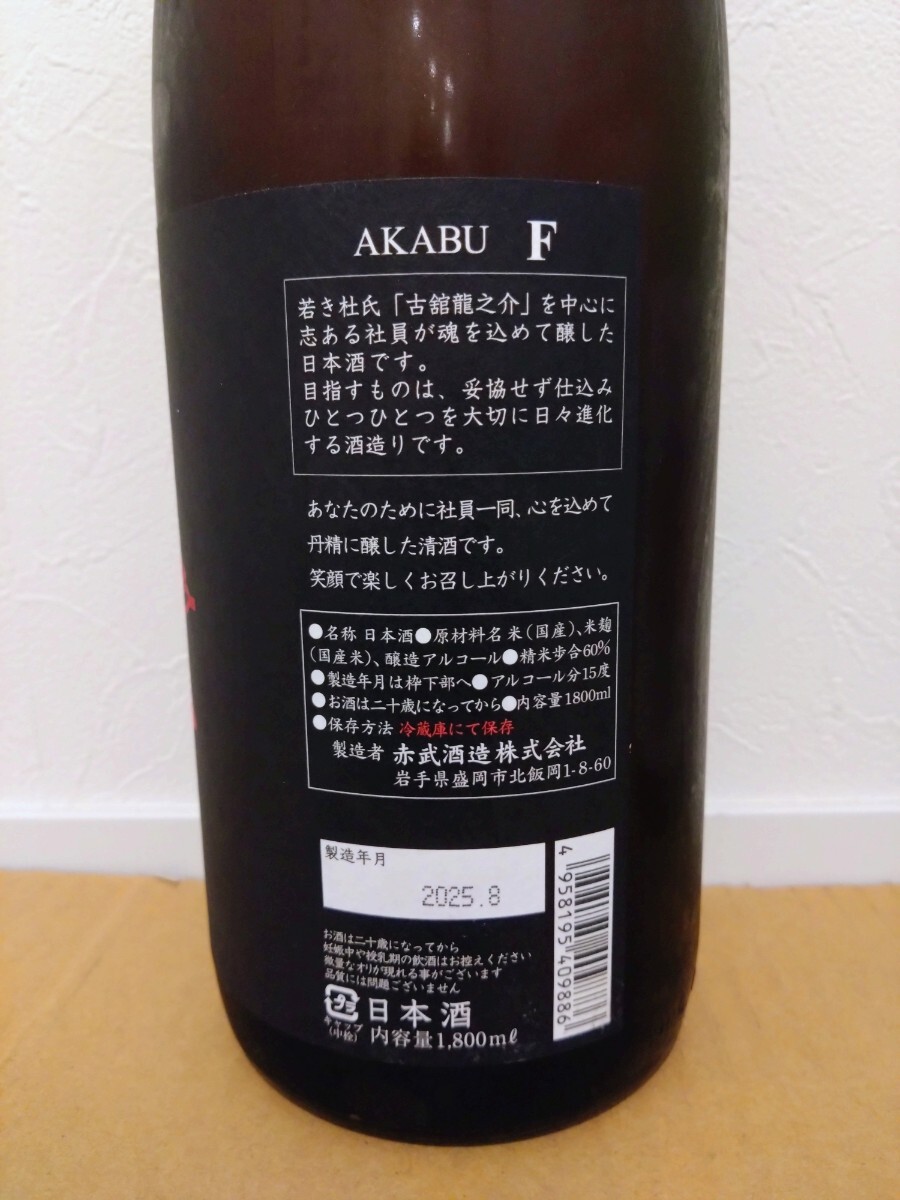 AKABU F
若き杜氏「古舘龍之介」を中心に
志ある社員が魂を込めて醸した
日本酒です。
目指すものは、妥協せず仕込み
ひとつひとつを大切に日々進化
する酒造りです。
あなたのために社員一同、心を込めて
丹精に醸した清酒です。
笑顔で楽しくお召し上がりください。
●名称 日本酒●原材料名 米(国産)、米麹
(国産米)、醸造アルコール●精米歩合60%
●製造年月は枠下部へ●アルコール分15度
●お酒は二十歳になってから●内容量1800ml
●保存方法 冷蔵庫にて保存
製造者 赤武酒造株式会社
岩手県盛岡市北飯岡1-8-60
製造年月
2025.8
4958195409886
お酒は二十歳になってから
妊娠中や授乳期の飲酒はお控えください
微量なオリが現れる事がございます
品質には問題ございません
プラ 日本酒
キャップ
(中栓) 内容量1,800mℓ